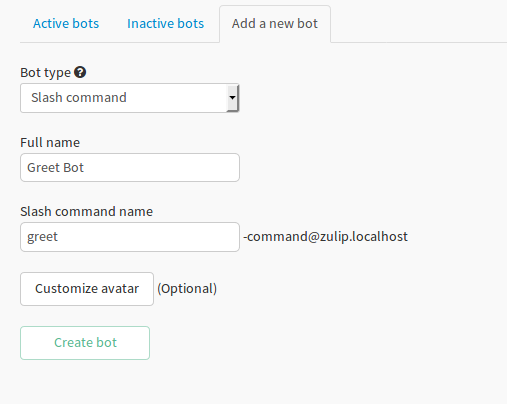 Active bots Inactive bots Add a new bot
Bot type ?
Slash command
Full name
Greet Bot
Slash command name
greet -command@zulip.localhost
Customize avatar (Optional)
Create bot